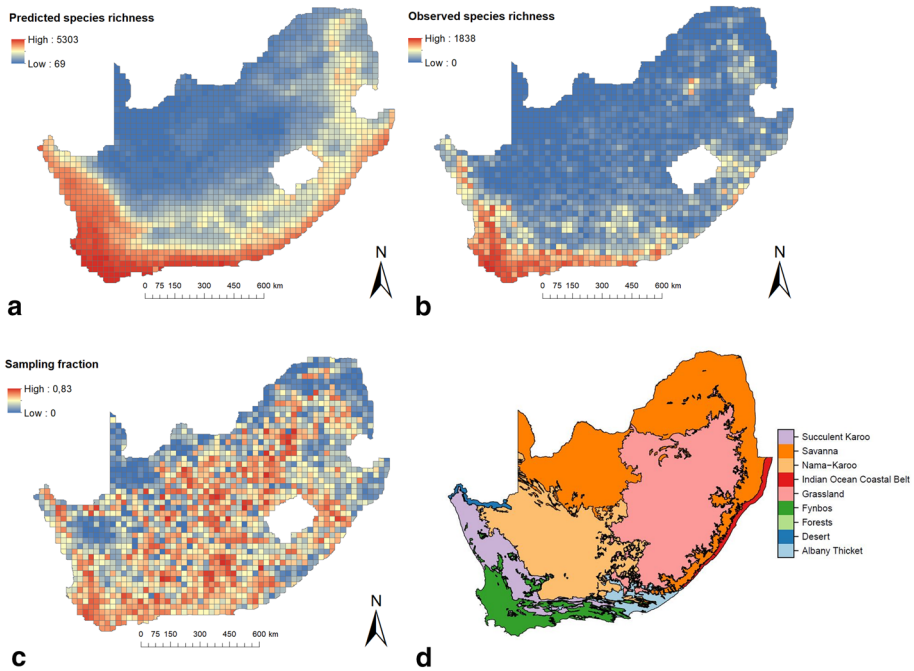 Predicted species richness
High : 5303
Low : 69
N
0 75 150 300 450 600 km
a
Observed species richness
High : 1838
Low : 0
N
0 75 150 300 450 600 km
b
Sampling fraction
High : 0,83
Low : 0
N
0 75 150 300 450 600 km
c
Succulent Karoo
Savanna
Nama-Karoo
Indian Ocean Coastal Belt
Grassland
Fynbos
Forests
Desert
Albany Thicket
d